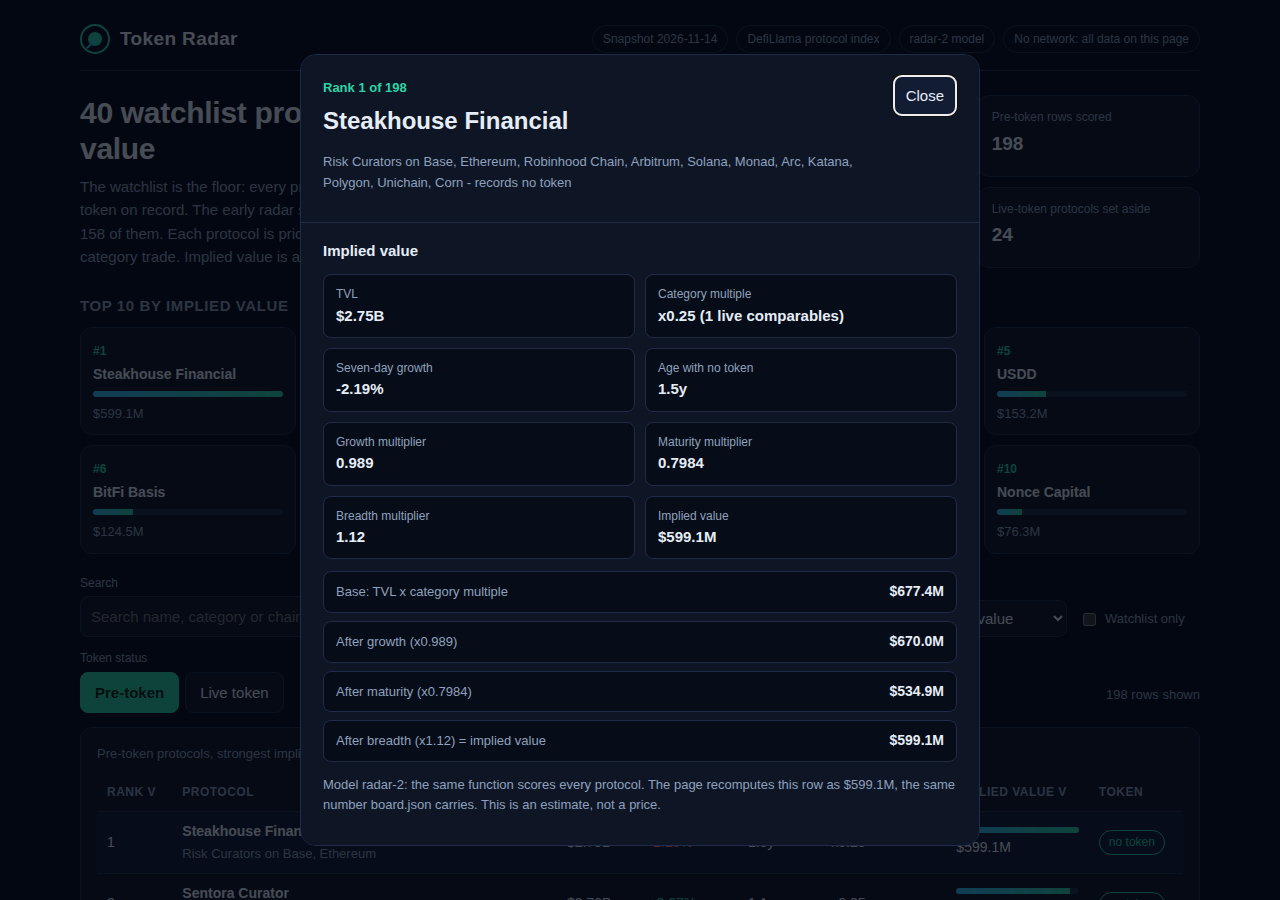 Token Radar
Snapshot 2026-11-14
DefiLlama protocol index
radar-2 model
No network: all data on this page
40 watchlist pro
value
The watchlist is the floor: every
token on record. The early radar
158 of them. Each protocol is
category trade. Implied value is a
Pre-token rows scored
198
Live-token protocols set aside
24
TOP 10 BY IMPLIED VALUE
#1
Steakhouse Financial
$599.1M
#5
USDD
$153.2M
#6
BitFi Basis
$124.5M
#10
Nonce Capital
$76.3M
Search
Search name, category or chain
value
Watchlist only
Token status
Pre-token
Live token
198 rows shown
Pre-token protocols, strongest
RANK V
PROTOCOL
VALUE V
TOKEN
1
Steakhouse
Risk Curators on Base, Ethereum
$599.1M
no token
Sentora Curator
Rank 1 of 198
Steakhouse Financial
Close
Risk Curators on Base, Ethereum, Robinhood Chain, Arbitrum, Solana, Monad, Arc, Katana,
Polygon, Unichain, Corn - records no token
Implied value
TVL
$2.75B
Category multiple
x0.25 (1 live comparables)
Seven-day growth
-2.19%
Age with no token
1.5y
Growth multiplier
0.989
Maturity multiplier
0.7984
Breadth multiplier
1.12
Implied value
$599.1M
Base: TVL x category multiple
$677.4M
After growth (x0.989)
$670.0M
After maturity (x0.7984)
$534.9M
After breadth (x1.12) = implied value
$599.1M
Model radar-2: the same function scores every protocol. The page recomputes this row as $599.1M, the same
number board.json carries. This is an estimate, not a price.